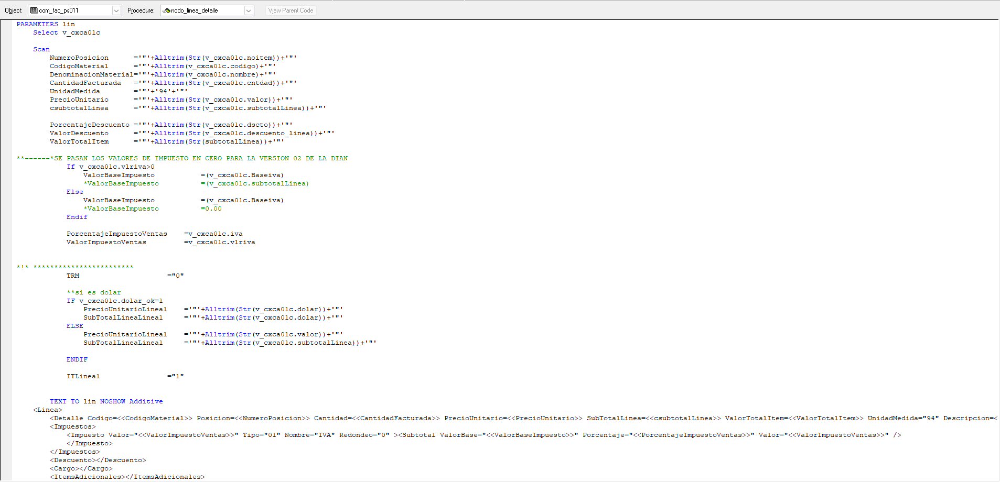 Object: com_fac_ps011 Procedure: nodo_linea_detalle View Parent Code
PARAMETERS lin
Select v_cxca01c
Scan
NumeroPosicion ='"'+Alltrim(Str(v_cxca01c.noitem))+'"'
CodigoMaterial ='"'+Alltrim(v_cxca01c.codigo)+'"'
DenominacionMaterial='"'+Alltrim(v_cxca01c.nombre)+'"'
CantidadFacturada ='"'+Alltrim(Str(v_cxca01c.cntdad))+'"'
UnidadMedida ='"'+'94'+'"'
PrecioUnitario ='"'+Alltrim(Str(v_cxca01c.valor))+'"'
csubtotalLinea ='"'+Alltrim(Str(v_cxca01c.subtotalLinea))+'"'
PorcentajeDescuento ='"'+Alltrim(Str(v_cxca01c.dscto))+'"'
ValorDescuento ='"'+Alltrim(Str(v_cxca01c.descuento_linea))+'"'
ValorTotalItem ='"'+Alltrim(Str(subtotalLinea))+'"'
**------*SE PASAN LOS VALORES DE IMPUESTO EN CERO PARA LA VERSION 02 DE LA DIAN
If v_cxca01c.vlriva>0
ValorBaseImpuesto =(v_cxca01c.Baseiva)
*ValorBaseImpuesto =(v_cxca01c.subtotalLinea)
Else
ValorBaseImpuesto =(v_cxca01c.Baseiva)
*ValorBaseImpuesto =0.00
Endif
PorcentajeImpuestoVentas =v_cxca01c.iva
ValorImpuestoVentas =v_cxca01c.vlriva
*!* ************************
TRM ="0"
**si es dolar
IF v_cxca01c.dolar_ok=1
PrecioUnitarioLinea1 ='"'+Alltrim(Str(v_cxca01c.dolar))+'"'
SubTotalLineaLinea1 ='"'+Alltrim(Str(v_cxca01c.dolar))+'"'
ELSE
PrecioUnitarioLinea1 ='"'+Alltrim(Str(v_cxca01c.valor))+'"'
SubTotalLineaLinea1 ='"'+Alltrim(Str(v_cxca01c.subtotalLinea))+'"'
ENDIF
ITLinea1 ="1"
TEXT TO lin NOSHOW Additive
<Linea>
<Detalle Codigo=<<CodigoMaterial>> Posicion=<<NumeroPosicion>> Cantidad=<<CantidadFacturada>> PrecioUnitario=<<PrecioUnitario>> SubTotalLinea=<<csubtotalLinea>> ValorTotalItem=<<ValorTotalItem>> UnidadMedida="94" Descripcion=<
<Impuestos>
<Impuesto Valor="<<ValorImpuestoVentas>>" Tipo="01" Nombre="IVA" Redondeo="0" ><Subtotal ValorBase="<<ValorBaseImpuesto>>" Porcentaje="<<PorcentajeImpuestoVentas>>" Valor="<<ValorImpuestoVentas>>" />
</Impuesto>
</Impuestos>
<Descuento></Descuento>
<Cargo></Cargo>
<ItemsAdicionales></ItemsAdicionales>